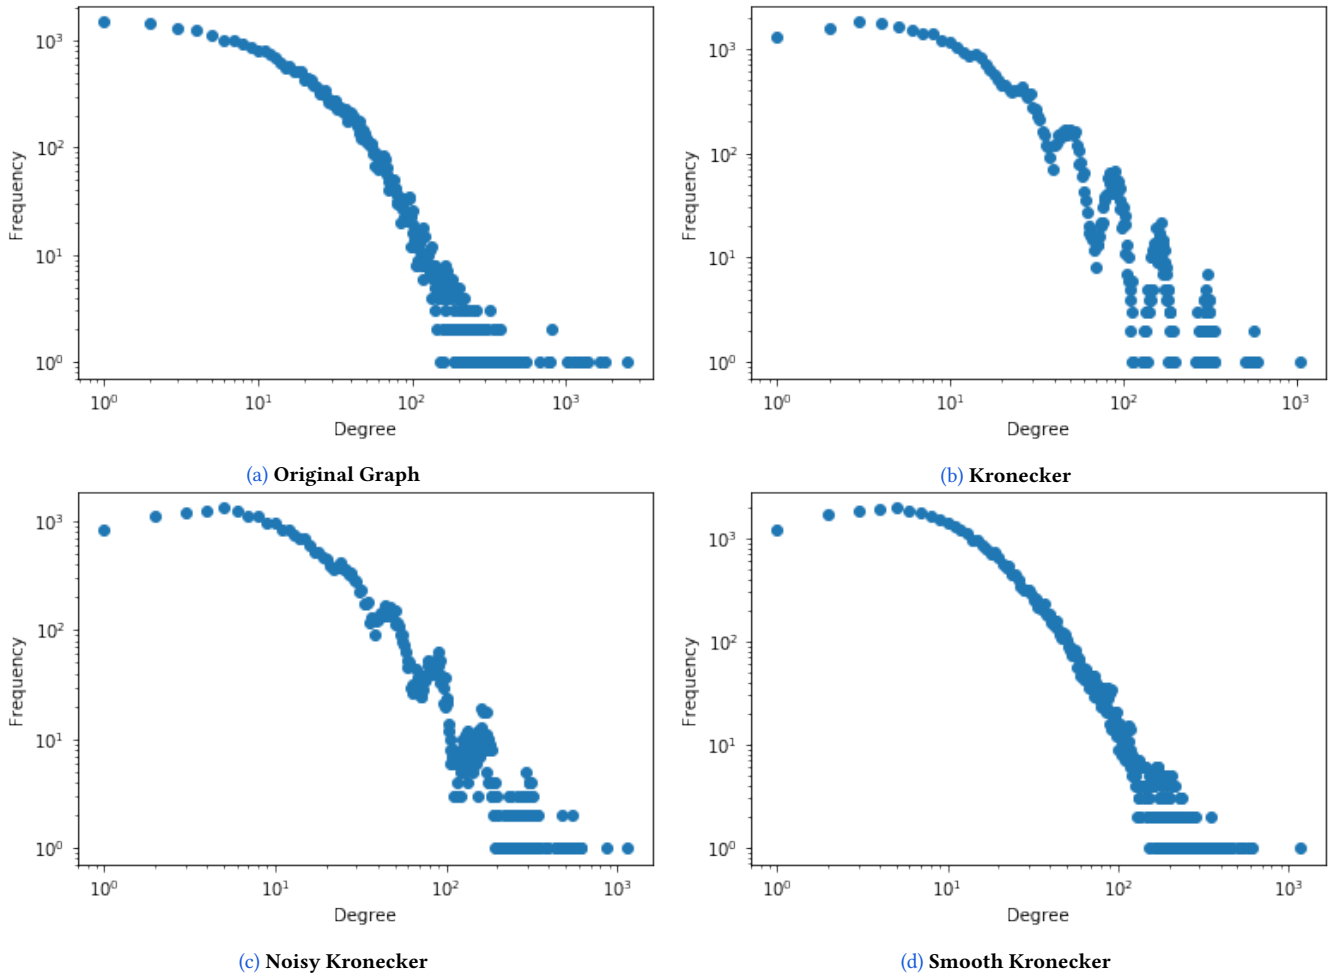 10³
10²
10¹
10⁰
Frequency
10⁰ 10¹ 10² 10³
Degree
(a) Original Graph
10³
10²
10¹
10⁰
Frequency
10⁰ 10¹ 10² 10³
Degree
(b) Kronecker
10³
10²
10¹
10⁰
Frequency
10⁰ 10¹ 10² 10³
Degree
(c) Noisy Kronecker
10³
10²
10¹
10⁰
Frequency
10⁰ 10¹ 10² 10³
Degree
(d) Smooth Kronecker